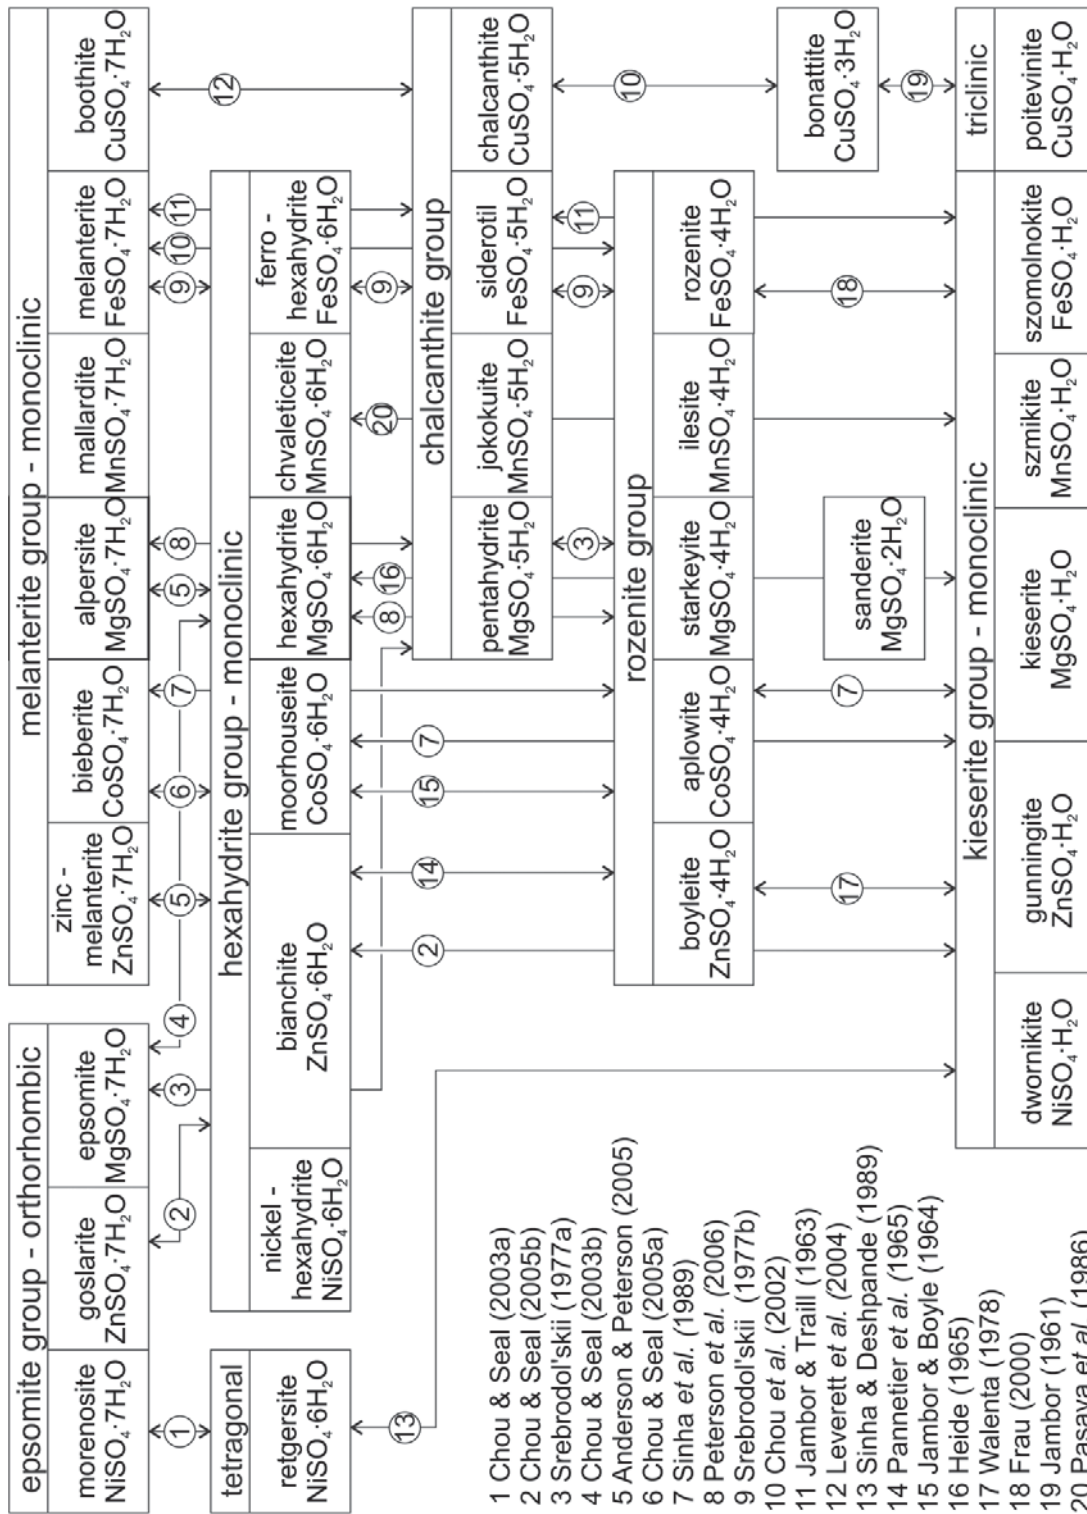 epsomite group - orthorhombic
morenosite
NiSO₄·7H₂O
goslarite
ZnSO₄·7H₂O
epsomite
MgSO₄·7H₂O
melanterite group - monoclinic
zinc -
melanterite
ZnSO₄·7H₂O
bieberite
CoSO₄·7H₂O
alpersite
MgSO₄·7H₂O
mallardite
MnSO₄·7H₂O
melanterite
FeSO₄·7H₂O
boothite
CuSO₄·7H₂O
1
2
3
4
5
6
7
5
8
9
10
11
12
tetragonal
retgersite
NiSO₄·6H₂O
hexahydrite group - monoclinic
nickel -
hexahydrite
NiSO₄·6H₂O
bianchite
ZnSO₄·6H₂O
moorhouseite
CoSO₄·6H₂O
hexahydrite
MgSO₄·6H₂O
chvaleticeite
MnSO₄·6H₂O
ferro -
hexahydrite
FeSO₄·6H₂O
13
2
14
15
7
8
16
20
9
chalcanthite group
pentahydrite
MgSO₄·5H₂O
jokokuite
MnSO₄·5H₂O
siderotil
FeSO₄·5H₂O
chalcanthite
CuSO₄·5H₂O
3
9
11
10
rozenite group
boyleite
ZnSO₄·4H₂O
aplowite
CoSO₄·4H₂O
starkeyite
MgSO₄·4H₂O
ilesite
MnSO₄·4H₂O
rozenite
FeSO₄·4H₂O
bonattite
CuSO₄·3H₂O
sanderite
MgSO₄·2H₂O
17
7
18
19
kieserite group - monoclinic
triclinic
dwornikite
NiSO₄·H₂O
gunningite
ZnSO₄·H₂O
kieserite
MgSO₄·H₂O
szmikite
MnSO₄·H₂O
szomolnokite
FeSO₄·H₂O
poitevinite
CuSO₄·H₂O
1 Chou & Seal (2003a)
2 Chou & Seal (2005b)
3 Srebrodol'skii (1977a)
4 Chou & Seal (2003b)
5 Anderson & Peterson (2005)
6 Chou & Seal (2005a)
7 Sinha et al. (1989)
8 Peterson et al. (2006)
9 Srebrodol'skii (1977b)
10 Chou et al. (2002)
11 Jambor & Traill (1963)
12 Leverett et al. (2004)
13 Sinha & Deshpande (1989)
14 Pannetier et al. (1965)
15 Jambor & Boyle (1964)
16 Heide (1965)
17 Walenta (1978)
18 Frau (2000)
19 Jambor (1961)
20 Pasava et al. (1986)